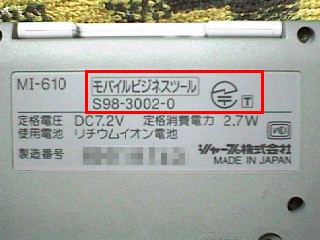 MI-610 モバイルビジネスツール
S98-3002-0 T
定格電圧 DC7.2V 定格消費電力 2.7W
使用電池 リチウムイオン電池
製造番号 シャープ株式会社
MADE IN JAPAN